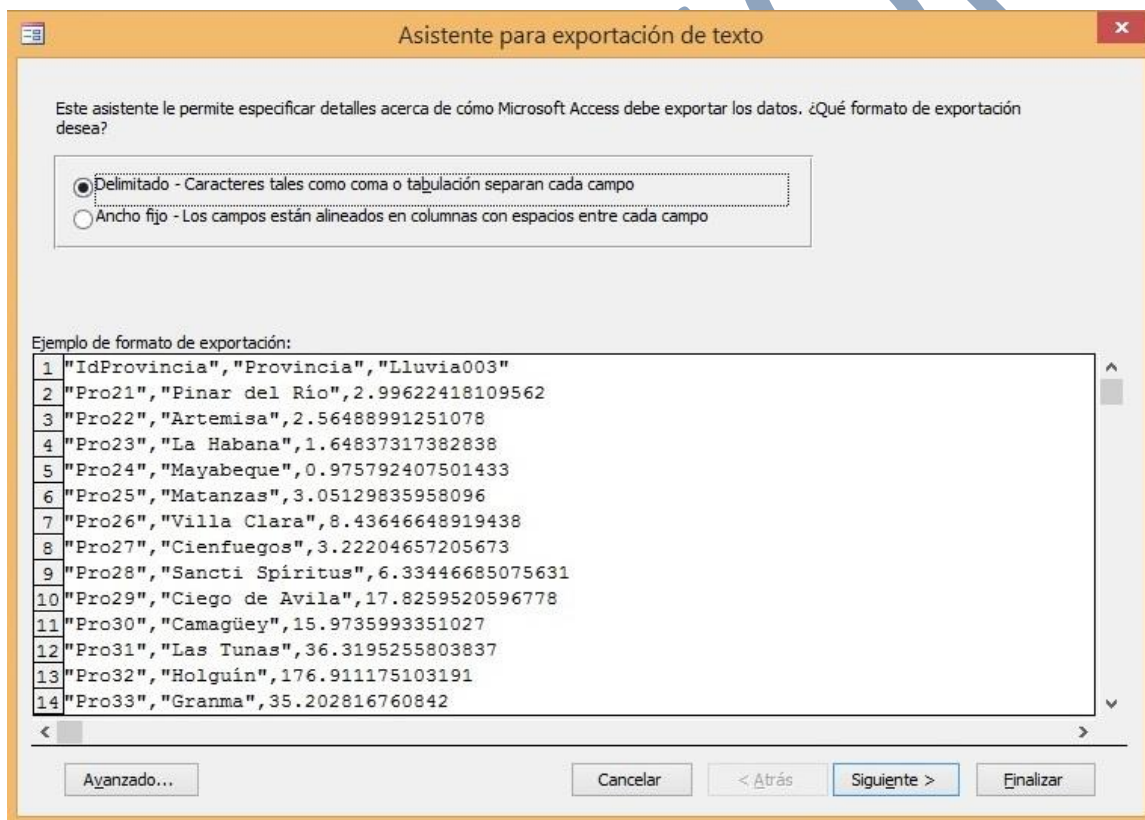 Asistente para exportación de texto
Este asistente le permite especificar detalles acerca de cómo Microsoft Access debe exportar los datos. ¿Qué formato de exportación
desea?
Delimitado - Caracteres tales como coma o tabulación separan cada campo
Ancho fijo - Los campos están alineados en columnas con espacios entre cada campo
Ejemplo de formato de exportación:
1 "IdProvincia","Provincia","Lluvia003"
2 "Pro21","Pinar del Río",2.99622418109562
3 "Pro22","Artemisa",2.56488991251078
4 "Pro23","La Habana",1.64837317382838
5 "Pro24","Mayabeque",0.975792407501433
6 "Pro25","Matanzas",3.05129835958096
7 "Pro26","Villa Clara",8.43646648919438
8 "Pro27","Cienfuegos",3.22204657205673
9 "Pro28","Sancti Spíritus",6.33446685075631
10 "Pro29","Ciego de Avila",17.8259520596778
11 "Pro30","Camagüey",15.9735993351027
12 "Pro31","Las Tunas",36.3195255803837
13 "Pro32","Holguín",176.911175103191
14 "Pro33","Granma",35.202816760842
Avanzado... Cancelar < Atrás Siguiente > Finalizar